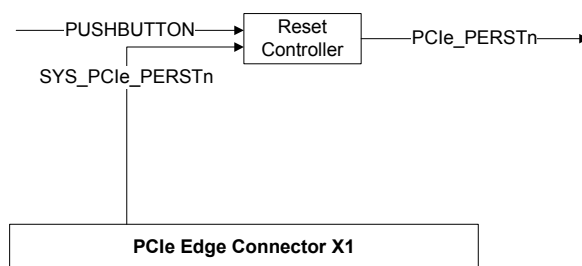 PUSHBUTTON
Reset
Controller
PCIe_PERSTn
SYS_PCIe_PERSTn
PCIe Edge Connector X1